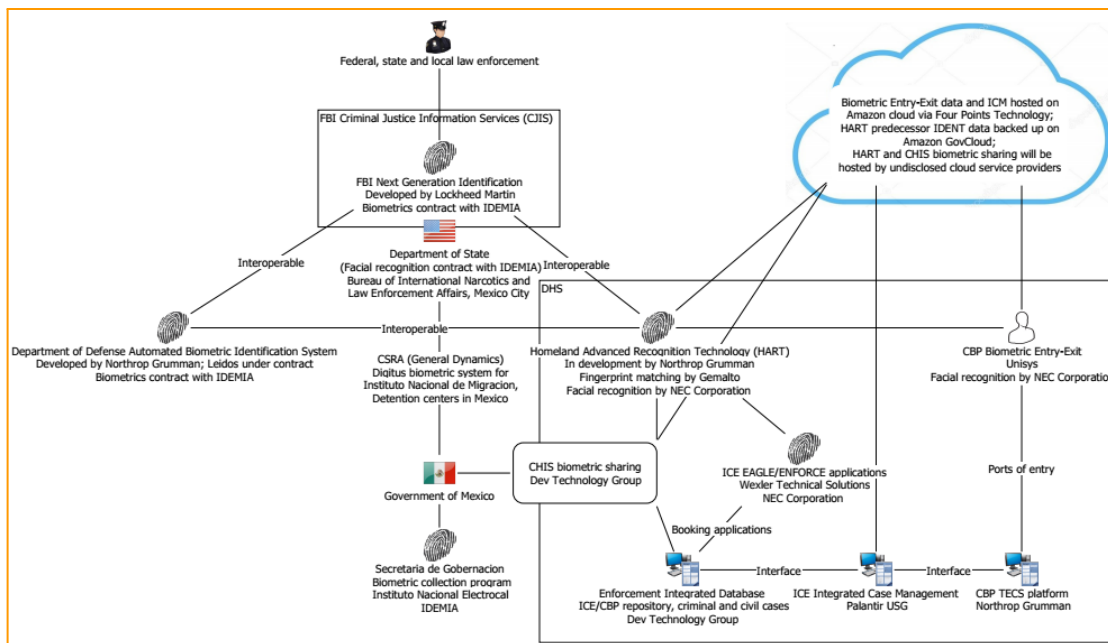 Federal, state and local law enforcement
FBI Criminal Justice Information Services (CJIS)
FBI Next Generation Identification
Developed by Lockheed Martin
Biometrics contract with IDEMIA
Biometric Entry-Exit data and ICM hosted on
Amazon cloud via Four Points Technology;
HART predecessor IDENT data backed up on
Amazon GovCloud;
HART and CHIS biometric sharing will be
hosted by undisclosed cloud service providers
Interoperable
Department of State
(Facial recognition contract with IDEMIA)
Bureau of International Narcotics and
Law Enforcement Affairs, Mexico City
Interoperable
DHS
Interoperable
Department of Defense Automated Biometric Identification System
Developed by Northrop Grumman; Leidos under contract
Biometrics contract with IDEMIA
CSRA (General Dynamics)
Digitus biometric system for
Instituto Nacional de Migracion,
Detention centers in Mexico
Homeland Advanced Recognition Technology (HART)
In development by Northrop Grumman
Fingerprint matching by Gemalto
Facial recognition by NEC Corporation
CBP Biometric Entry-Exit
Unisys
Facial recognition by NEC Corporation
CHIS biometric sharing
Dev Technology Group
ICE EAGLE/ENFORCE applications
Wexler Technical Solutions
NEC Corporation
Ports of entry
Government of Mexico
Booking applications
Secretaria de Gobernacion
Biometric collection program
Instituto Nacional Electrocal
IDEMIA
Interface
Interface
Enforcement Integrated Database
ICE/CBP repository, criminal and civil cases
Dev Technology Group
ICE Integrated Case Management
Palantir USG
CBP TECS platform
Northrop Grumman